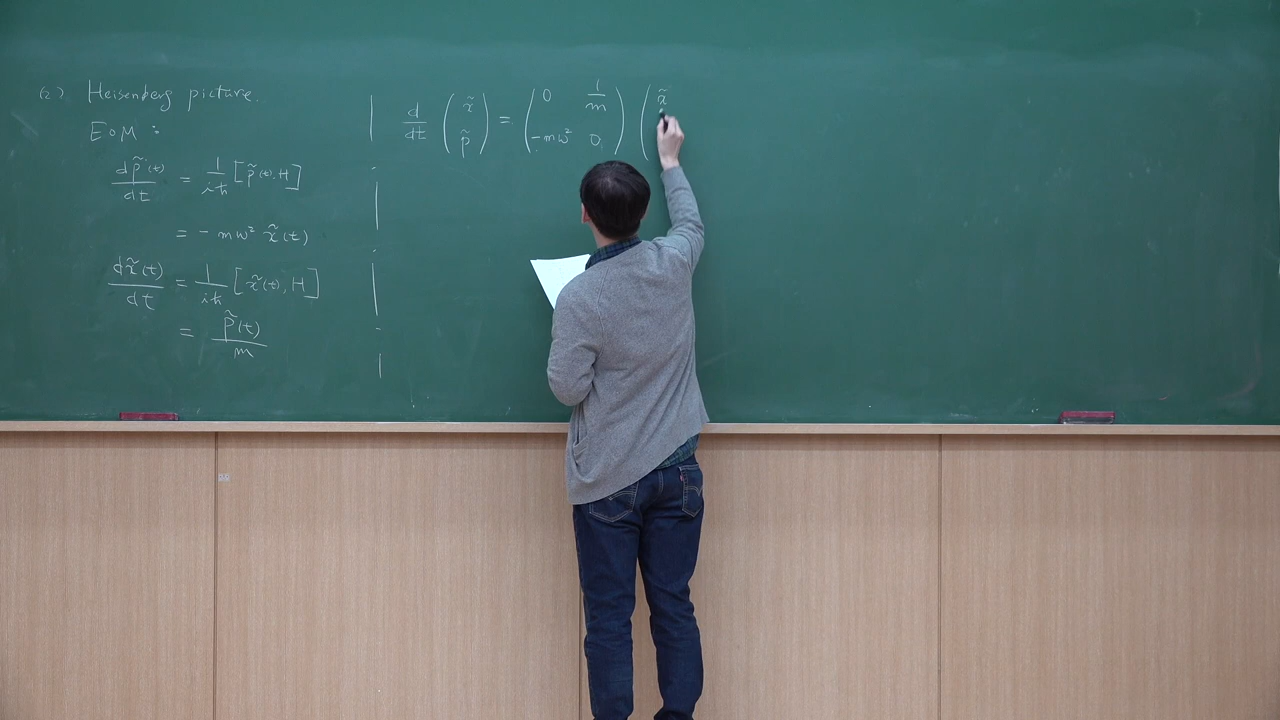 (2) Heisenberg picture.
EoM :
dp̃(t)/dt = 1/iħ [p̃(t), H]
= - mω² x̃(t)
dx̃(t)/dt = 1/iħ [x̃(t), H]
= p̃(t)/m
d/dt ( x̃ ) = ( 0 1/m ) ( x̃
( p̃ ) ( -mω² 0 )